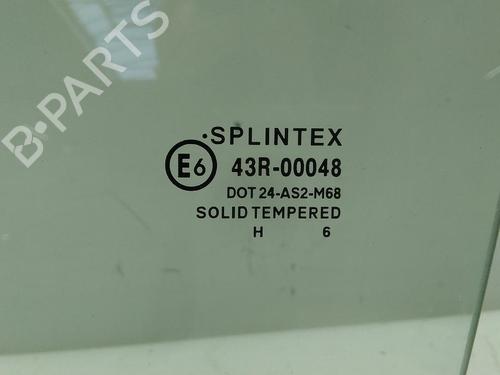 B-PARTS
·SPLINTEX
E6 43R-00048
DOT 24-AS2-M68
SOLID TEMPERED
H 6